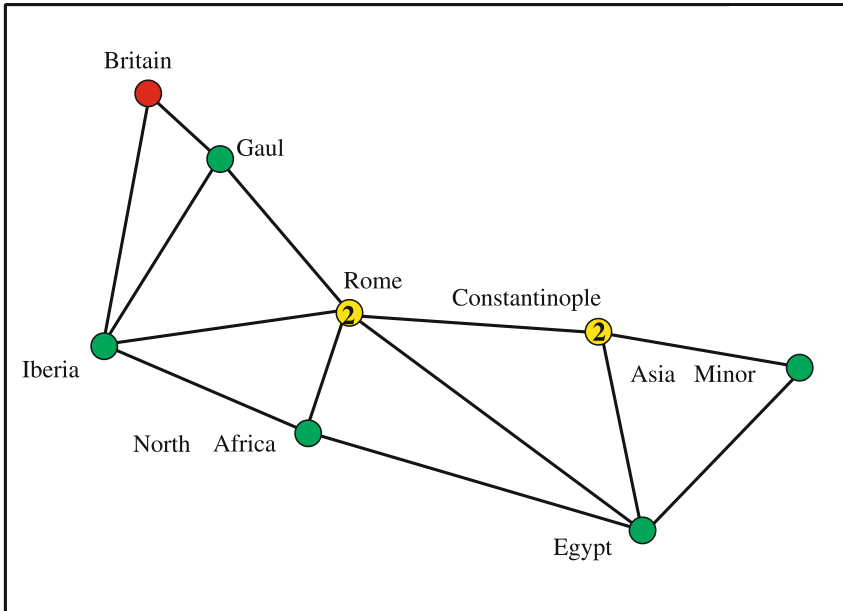 Britain
Gaul
Rome
2
Constantinople
2
Iberia
Asia Minor
North Africa
Egypt